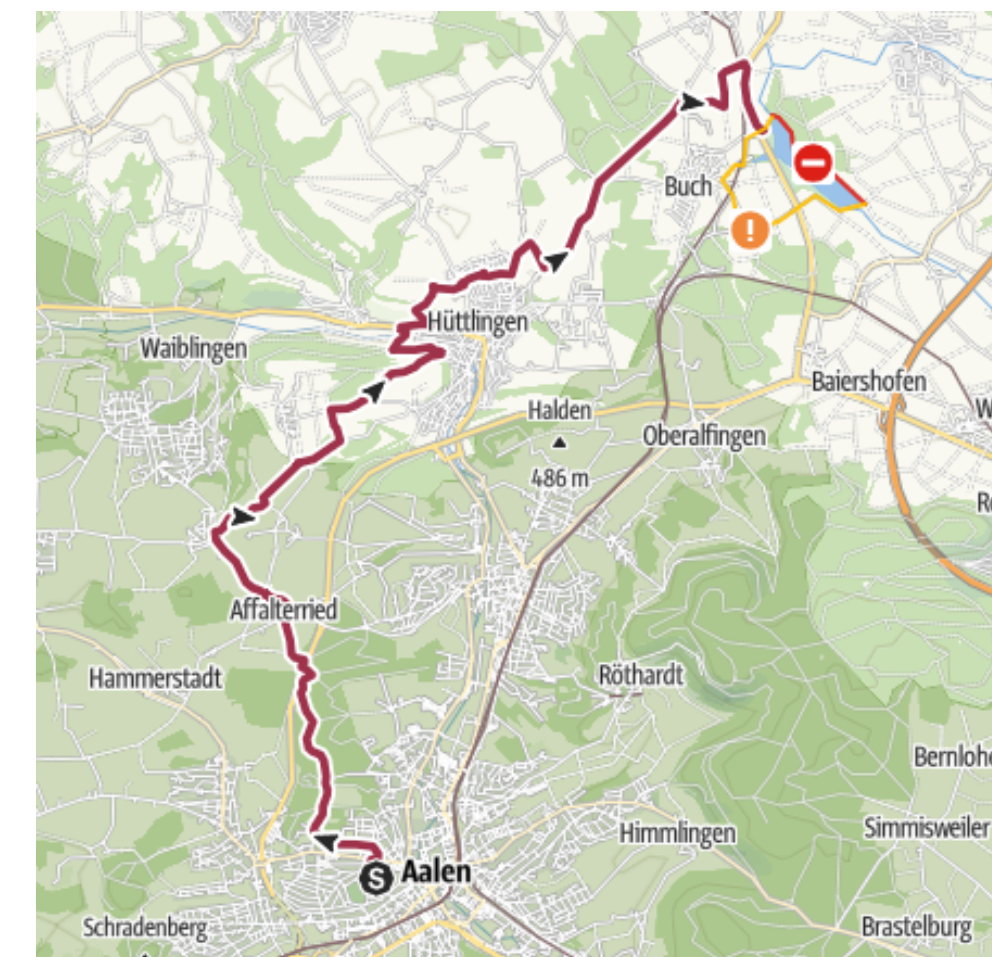 Buch
Hüttlingen
Waiblingen
Baiershofen
Halden
W
Oberalfingen
486 m
R
Affalterried
Hammerstadt
Röthardt
Bernlohe
Himmlingen
Simmisweiler
S
Aalen
Schradenberg
Brastelburg